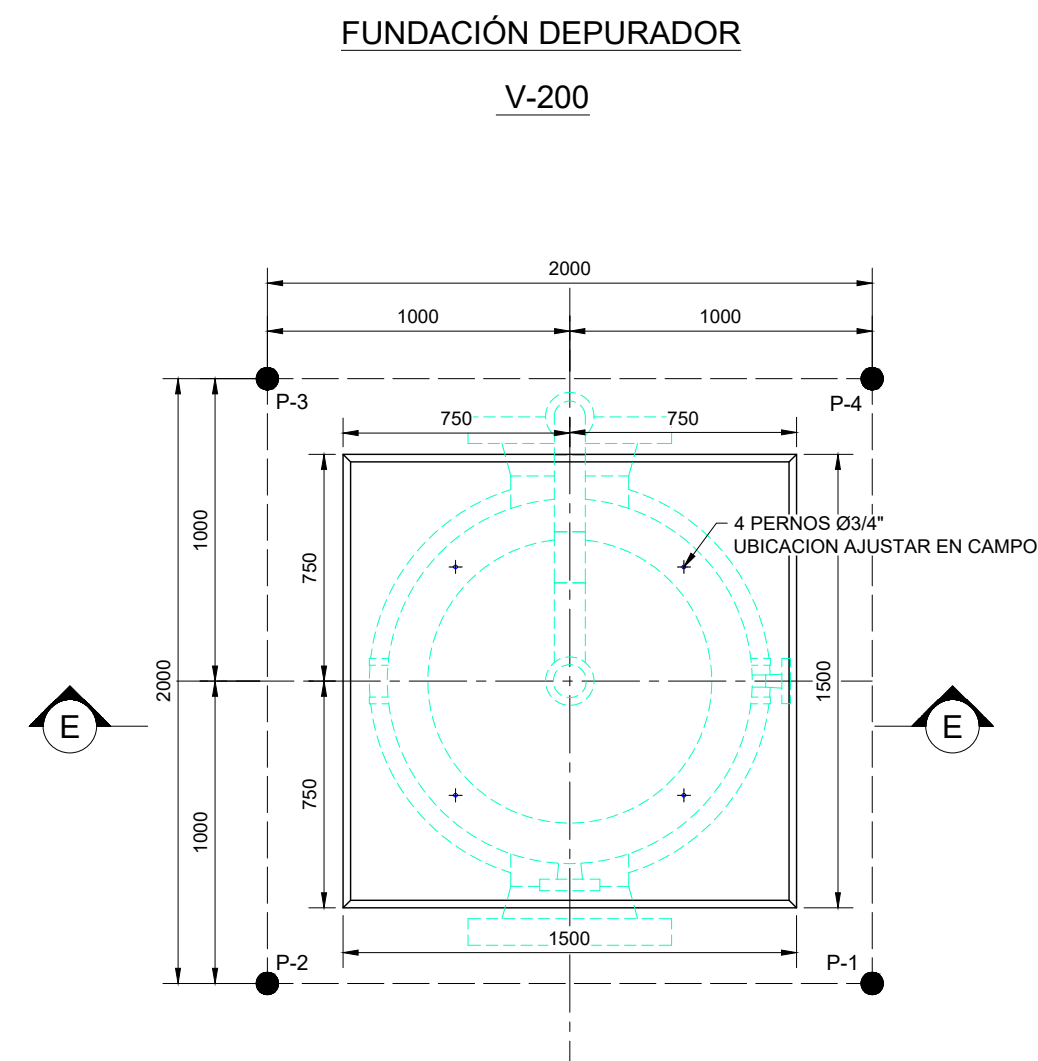 FUNDACIÓN DEPURADOR
V-200
2000
1000
1000
P-3
P-4
750
750
4 PERNOS Ø3/4"
UBICACION AJUSTAR EN CAMPO
1000
750
2000
1500
E
E
750
1000
1500
P-2
P-1